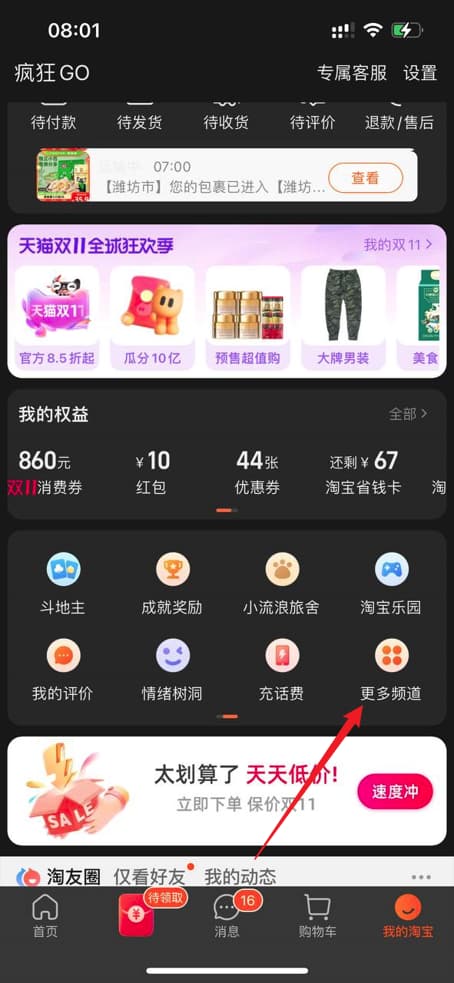 08:01
疯狂GO
专属客服 设置
待付款 待发货 待收货 待评价 退款/售后
07:00
【潍坊市】您的包裹已进入【潍坊... 查看
天猫双11全球狂欢季 我的双11
天猫双11
官方8.5折起 瓜分10亿 预售超值购 大牌男装 美食
我的权益 全部
860元 ¥10 44张 还剩¥67
双11消费券 红包 优惠券 淘宝省钱卡 淘
斗地主 成就奖励 小流浪旅舍 淘宝乐园
我的评价 情绪树洞 充话费 更多频道
SALE
太划算了 天天低价!
立即下单 保价双11
速度冲
淘友圈 仅看好友 我的动态
待领取 16
首页 消息 购物车 我的淘宝